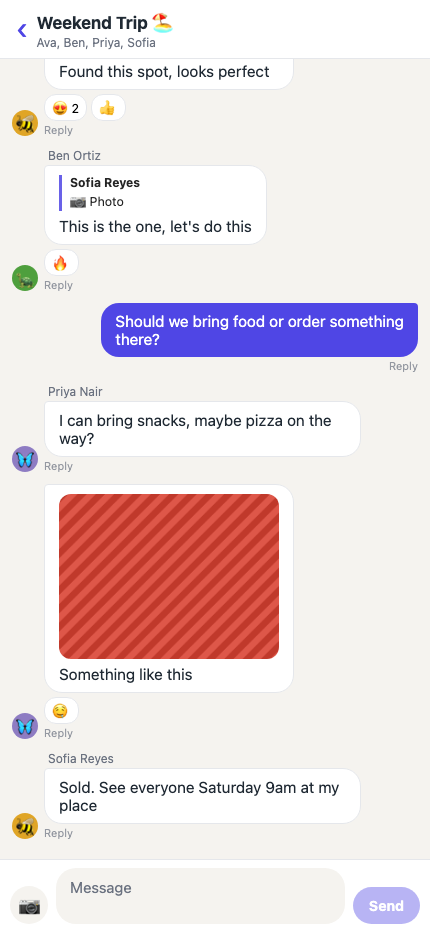 Weekend Trip 🏖️
Ava, Ben, Priya, Sofia
Found this spot, looks perfect
😍 2 👍
Reply
Ben Ortiz
Sofia Reyes
📷 Photo
This is the one, let's do this
🔥
Reply
Should we bring food or order something
there?
Reply
Priya Nair
I can bring snacks, maybe pizza on the
way?
Reply
Something like this
Reply
Sofia Reyes
Sold. See everyone Saturday 9am at my
place
Reply
Message
Send